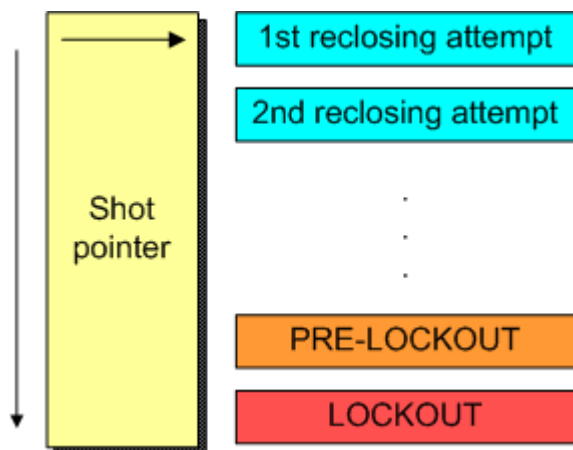 1st reclosing attempt
2nd reclosing attempt
Shot
pointer
.
.
.
PRE-LOCKOUT
LOCKOUT